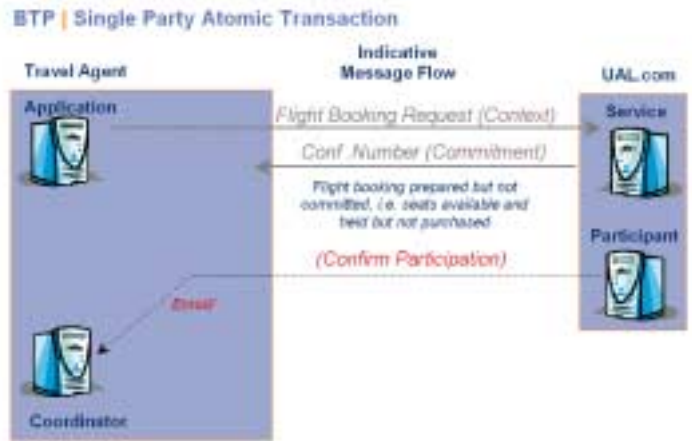 BTP | Single Party Atomic Transaction
Travel Agent
Indicative
Message Flow
UAL.com
Application
Service
Flight Booking Request (Context)
Conf .Number (Commitment)
Flight booking prepared but not
committed, i.e. seats available and
held but not purchased
Participant
(Confirm Participation)
Coordinator